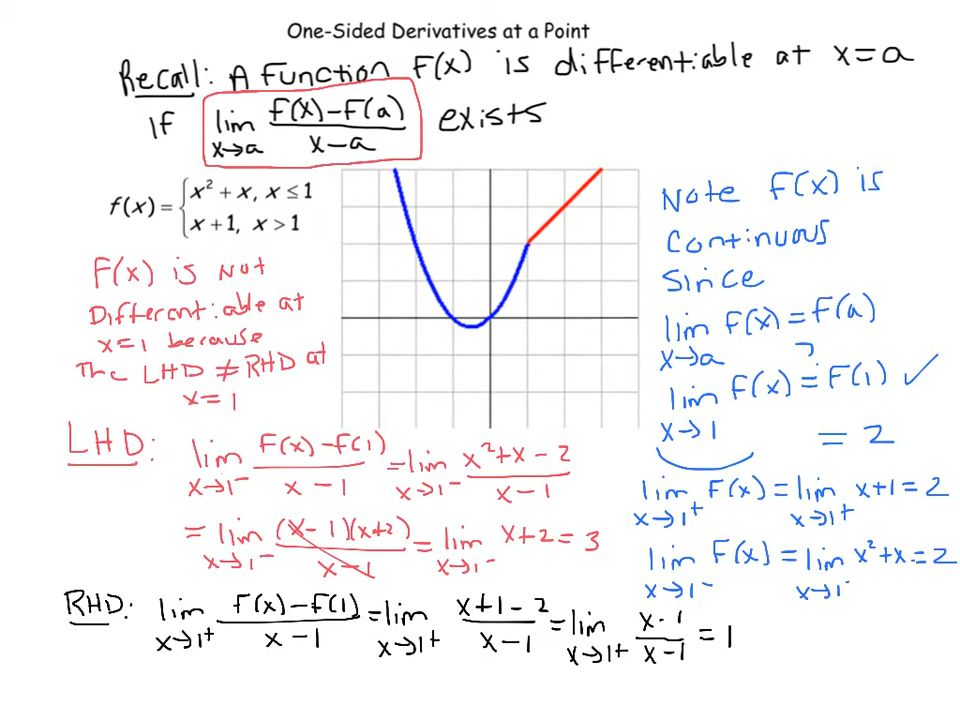 One-Sided Derivatives at a Point
Recall: A Function F(x) is differentiable at x=a
IF lim x→a (F(x)-F(a))/(x-a) exists
f(x) = { x² + x, x ≤ 1
x + 1, x > 1
F(x) is Not
Differentiable at
x=1 because
The LHD ≠ RHD at
x=1
Note F(x) is
Continuous
Since
lim x→a F(x) = F(a)
lim x→1 F(x) ≟ F(1) ✓
= 2
lim x→1⁺ F(x) = lim x→1⁺ x+1 = 2
lim x→1⁻ F(x) = lim x→1⁻ x²+x = 2
LHD: lim x→1⁻ (F(x)-f(1))/(x-1) = lim x→1⁻ (x²+x-2)/(x-1)
= lim x→1⁻ (x-1)(x+2)/(x-1) = lim x→1⁻ x+2 = 3
RHD: lim x→1⁺ (f(x)-f(1))/(x-1) = lim x→1⁺ (x+1-2)/(x-1) = lim x→1⁺ (x-1)/(x-1) = 1